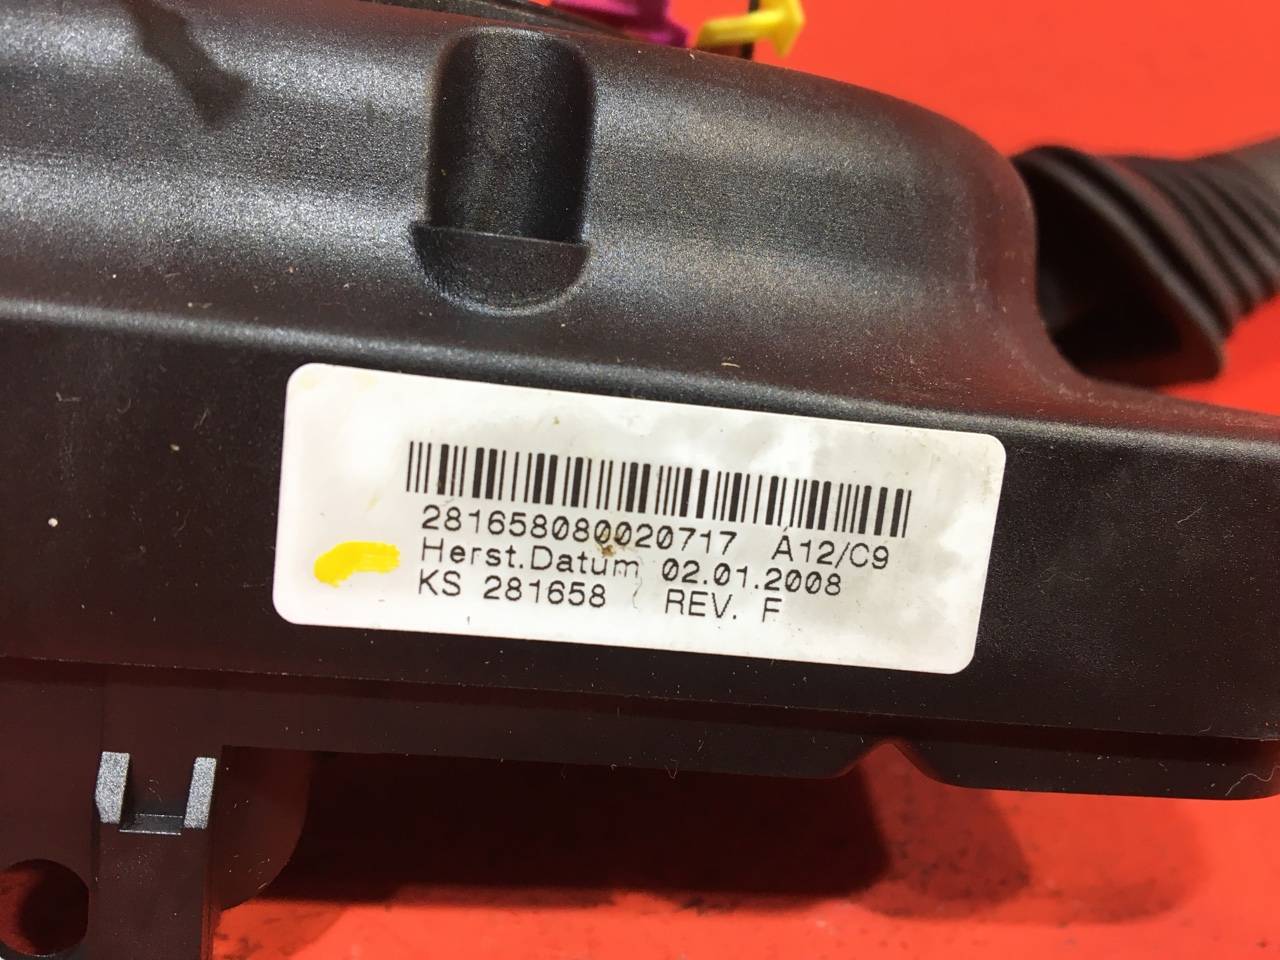 281658080020717 A12/C9
Herst.Datum 02.01.2008
KS 281658 REV. F